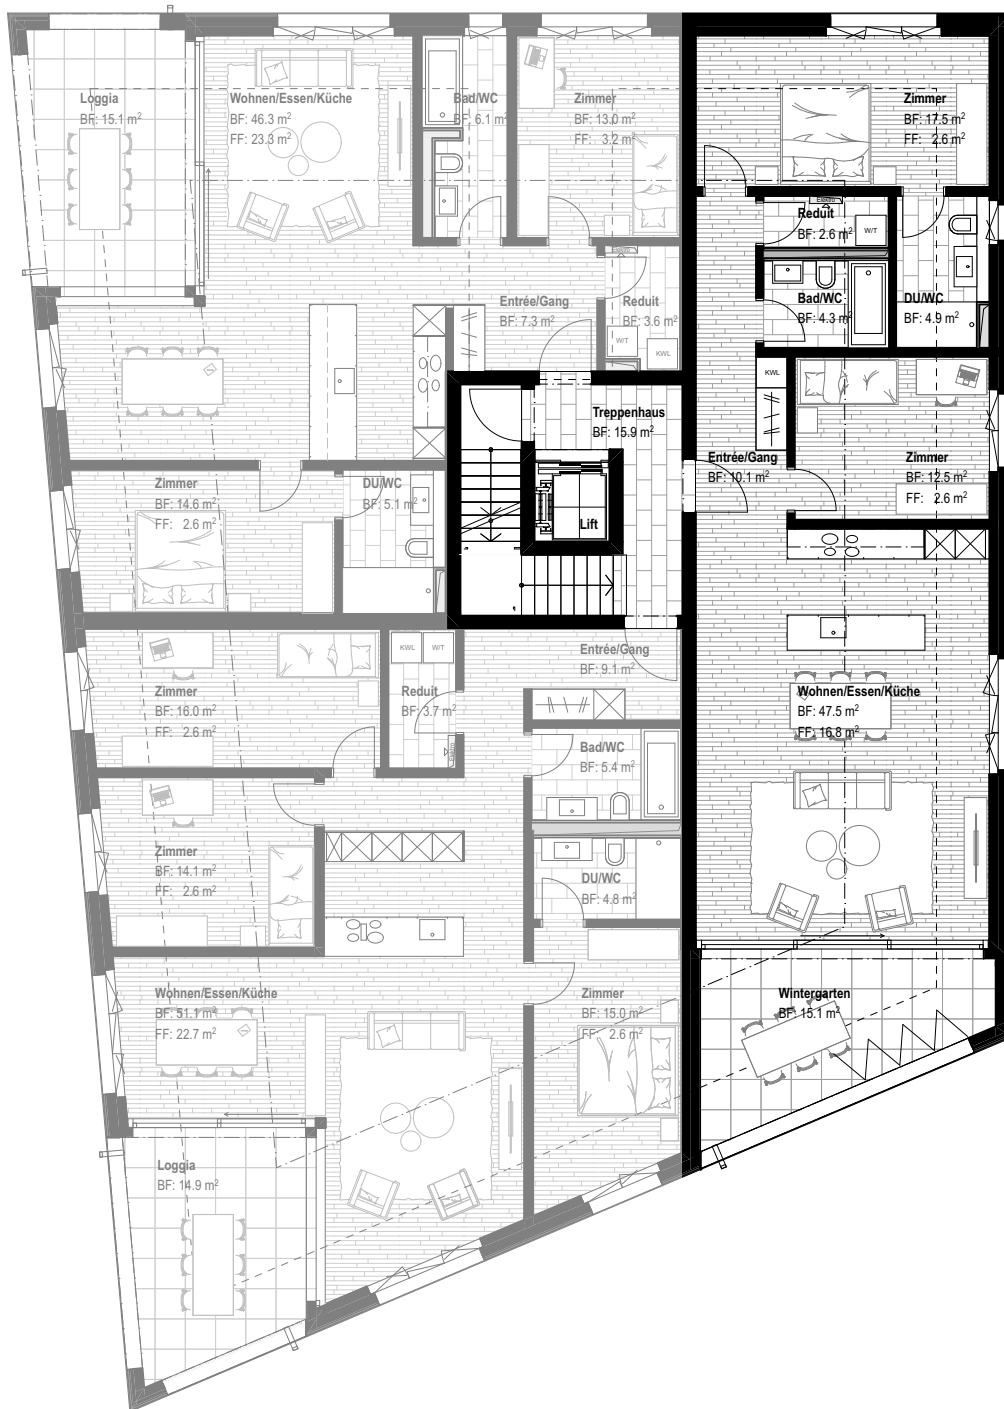 Loggia
BF: 15.1 m²
Wohnen/Essen/Küche
BF: 46.3 m²
FF: 23.3 m²
Bad/WC
BF: 6.1 m²
Zimmer
BF: 13.0 m²
FF: 3.2 m²
Zimmer
BF: 17.5 m²
FF: 2.6 m²
Elektro
Reduit
BF: 2.6 m²
W/T
Bad/WC
BF: 4.3 m²
DU/WC
BF: 4.9 m²
Entrée/Gang
BF: 7.3 m²
Reduit
BF: 3.6 m²
W/T
KWL
KWL
Treppenhaus
BF: 15.9 m²
Lift
Entrée/Gang
BF: 10.1 m²
Zimmer
BF: 12.5 m²
FF: 2.6 m²
Zimmer
BF: 14.6 m²
FF: 2.6 m²
DU/WC
BF: 5.1 m²
Zimmer
BF: 16.0 m²
FF: 2.6 m²
KWL
W/T
Reduit
BF: 3.7 m²
Entrée/Gang
BF: 9.1 m²
Wohnen/Essen/Küche
BF: 47.5 m²
FF: 16.8 m²
Bad/WC
BF: 5.4 m²
Zimmer
BF: 14.1 m²
FF: 2.6 m²
DU/WC
BF: 4.8 m²
Wohnen/Essen/Küche
BF: 51.1 m²
FF: 22.7 m²
Zimmer
BF: 15.0 m²
FF: 2.6 m²
Wintergarten
BF: 15.1 m²
Loggia
BF: 14.9 m²